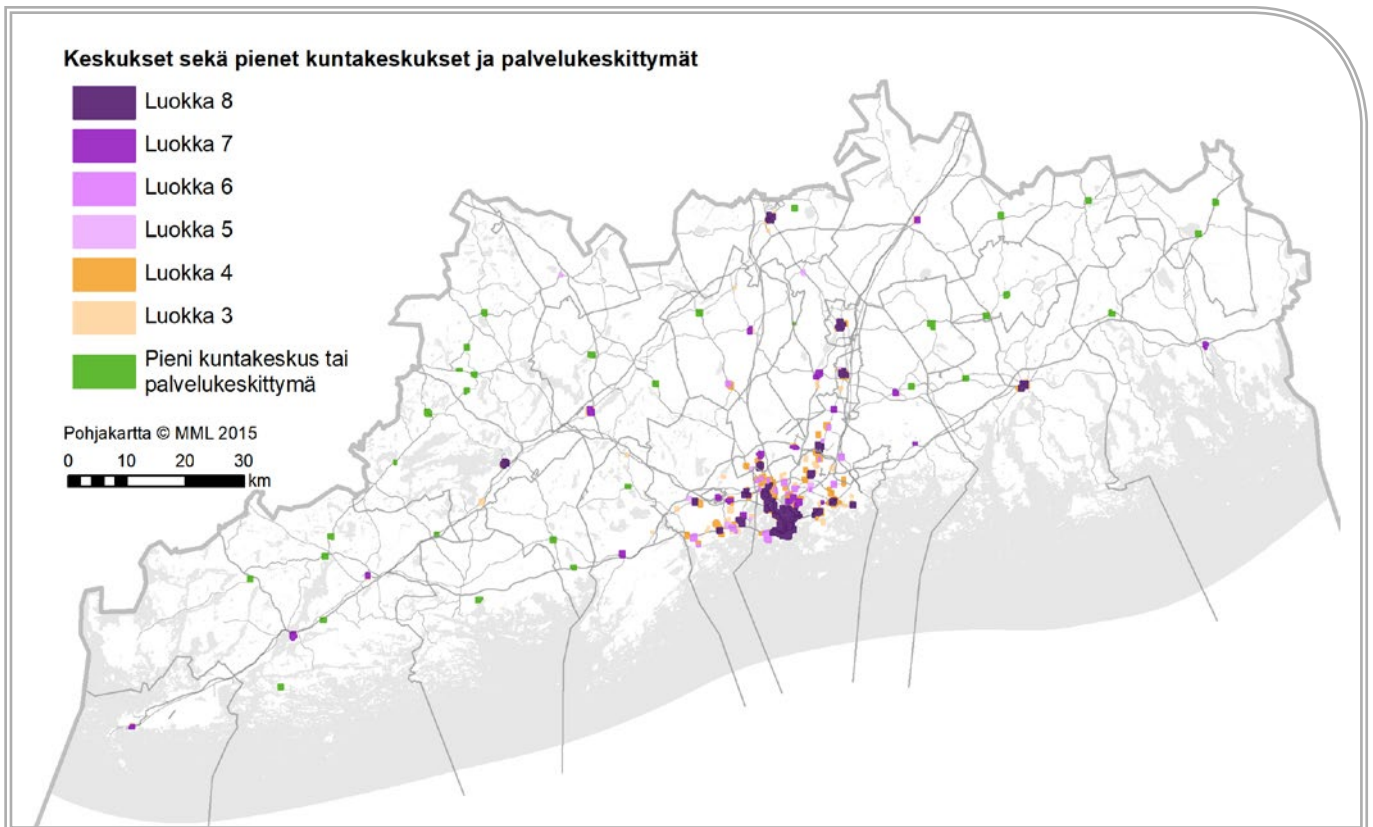 Keskukset sekä pienet kuntakeskukset ja palvelukeskittymät
Luokka 8
Luokka 7
Luokka 6
Luokka 5
Luokka 4
Luokka 3
Pieni kuntakeskus tai
palvelukeskittymä
Pohjakartta © MML 2015
0 10 20 30
km